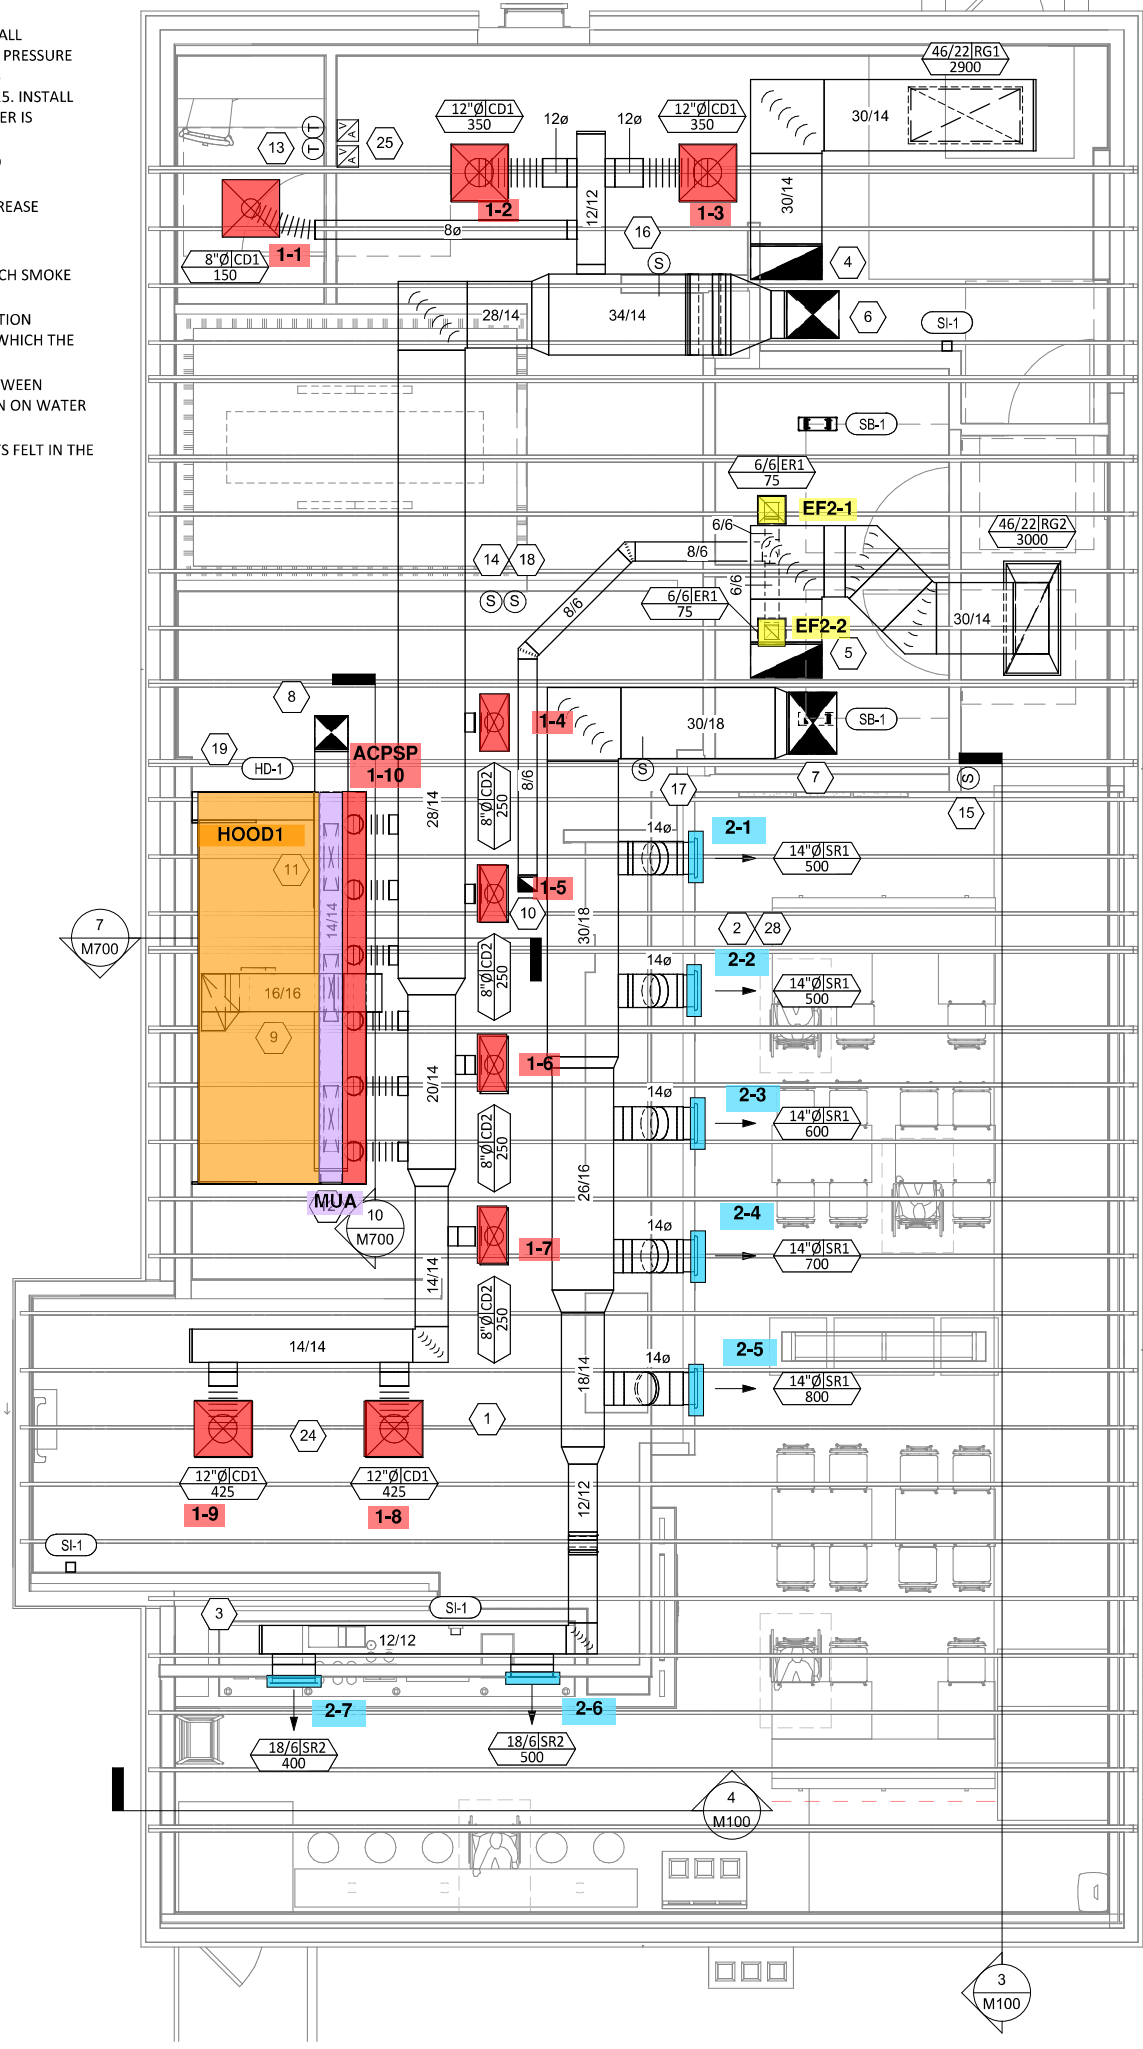 ALL
PRESSURE
5. INSTALL
ER IS
REASE
CH SMOKE
TION
WHICH THE
WEEN
N ON WATER
S FELT IN THE
46/22 RG1
2900
12"Ø CD1
350
12ø
12ø
12"Ø CD1
350
30/14
13
T
T
V
A
V
A
25
1-2
1-3
12/12
30/14
8ø
16
1-1
8"Ø CD1
150
S
4
28/14
34/14
6
SI-1
SB-1
6/6 ER1
75
EF2-1
6/6
46/22 RG2
3000
14
18
8/6
6/6
S
S
8/6
6/6 ER1
75
EF2-2
30/14
5
8
1-4
30/18
SB-1
19
HD-1
ACPSP
1-10
S
7
S
17
15
8"Ø CD2
250
8/6
28/14
HOOD1
14ø
2-1
14"Ø SR1
500
11
1-5
14/14
10
30/18
7
M700
2
28
2-2
14ø
8"Ø CD2
250
16/16
14"Ø SR1
500
9
1-6
20/14
14ø
2-3
14"Ø SR1
600
8"Ø CD2
250
26/16
MUA
12
10
M700
2-4
1-7
14ø
14"Ø SR1
700
14/14
8"Ø CD2
250
14/14
14ø
2-5
18/14
14"Ø SR1
800
24
1
12"Ø CD1
425
12"Ø CD1
425
12/12
1-9
1-8
SI-1
3
SI-1
12/12
2-7
2-6
18/6 SR2
400
18/6 SR2
500
4
M100
3
M100